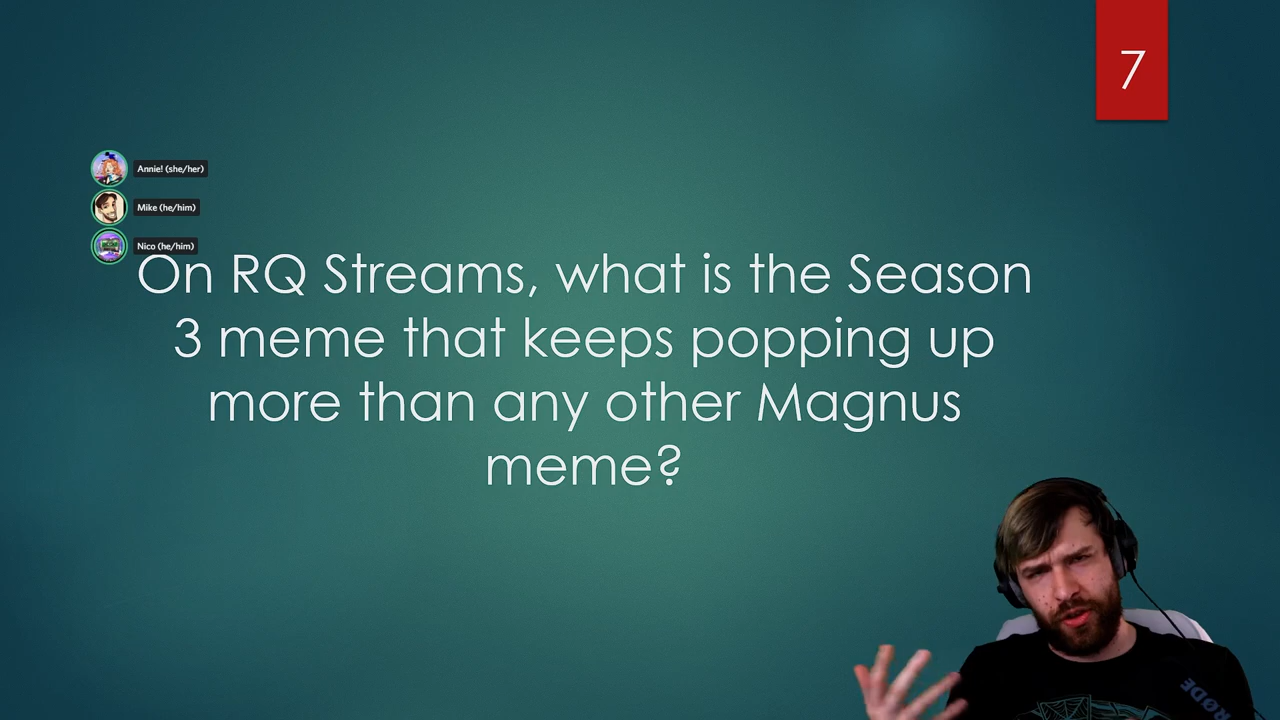 7
Annie! (she/her)
Mike (he/him)
Nico (he/him)
On RQ Streams, what is the Season
3 meme that keeps popping up
more than any other Magnus
meme?
RØDE